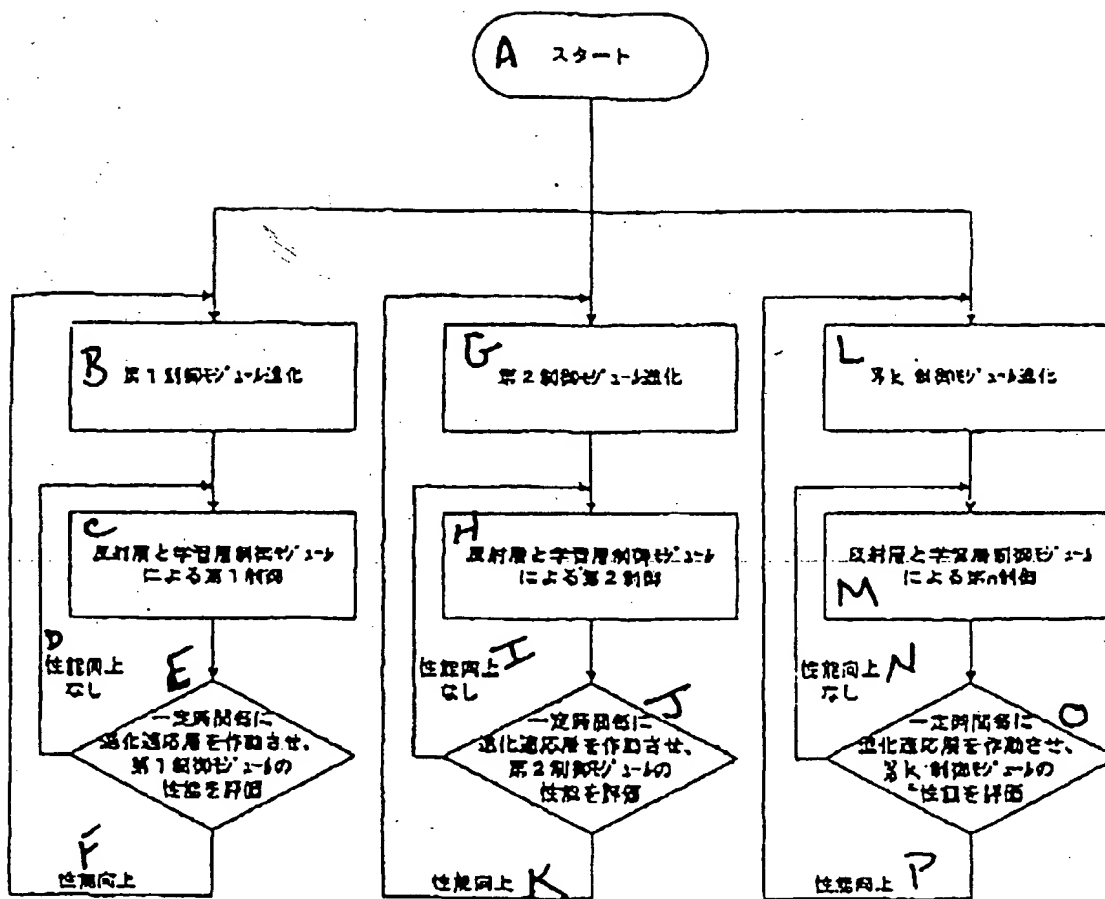 A スタート
B 第1制御モジュール進化
C
反射層と学習層制御モジュール
による第1制御
D
性能向上
なし
E
一定時間毎に
進化適応層を作動させ、
第1制御モジュールの
性能を評価
F
性能向上
G
第2制御モジュール進化
H
反射層と学習層制御モジュール
による第2制御
I
性能向上
なし
J
一定時間毎に
進化適応層を作動させ、
第2制御モジュールの
性能を評価
性能向上 K
L
第k制御モジュール進化
反射層と学習層制御モジュール
による第n制御
M
性能向上 N
なし
O
一定時間毎に
進化適応層を作動させ、
第k制御モジュールの
性能を評価
性能向上 P